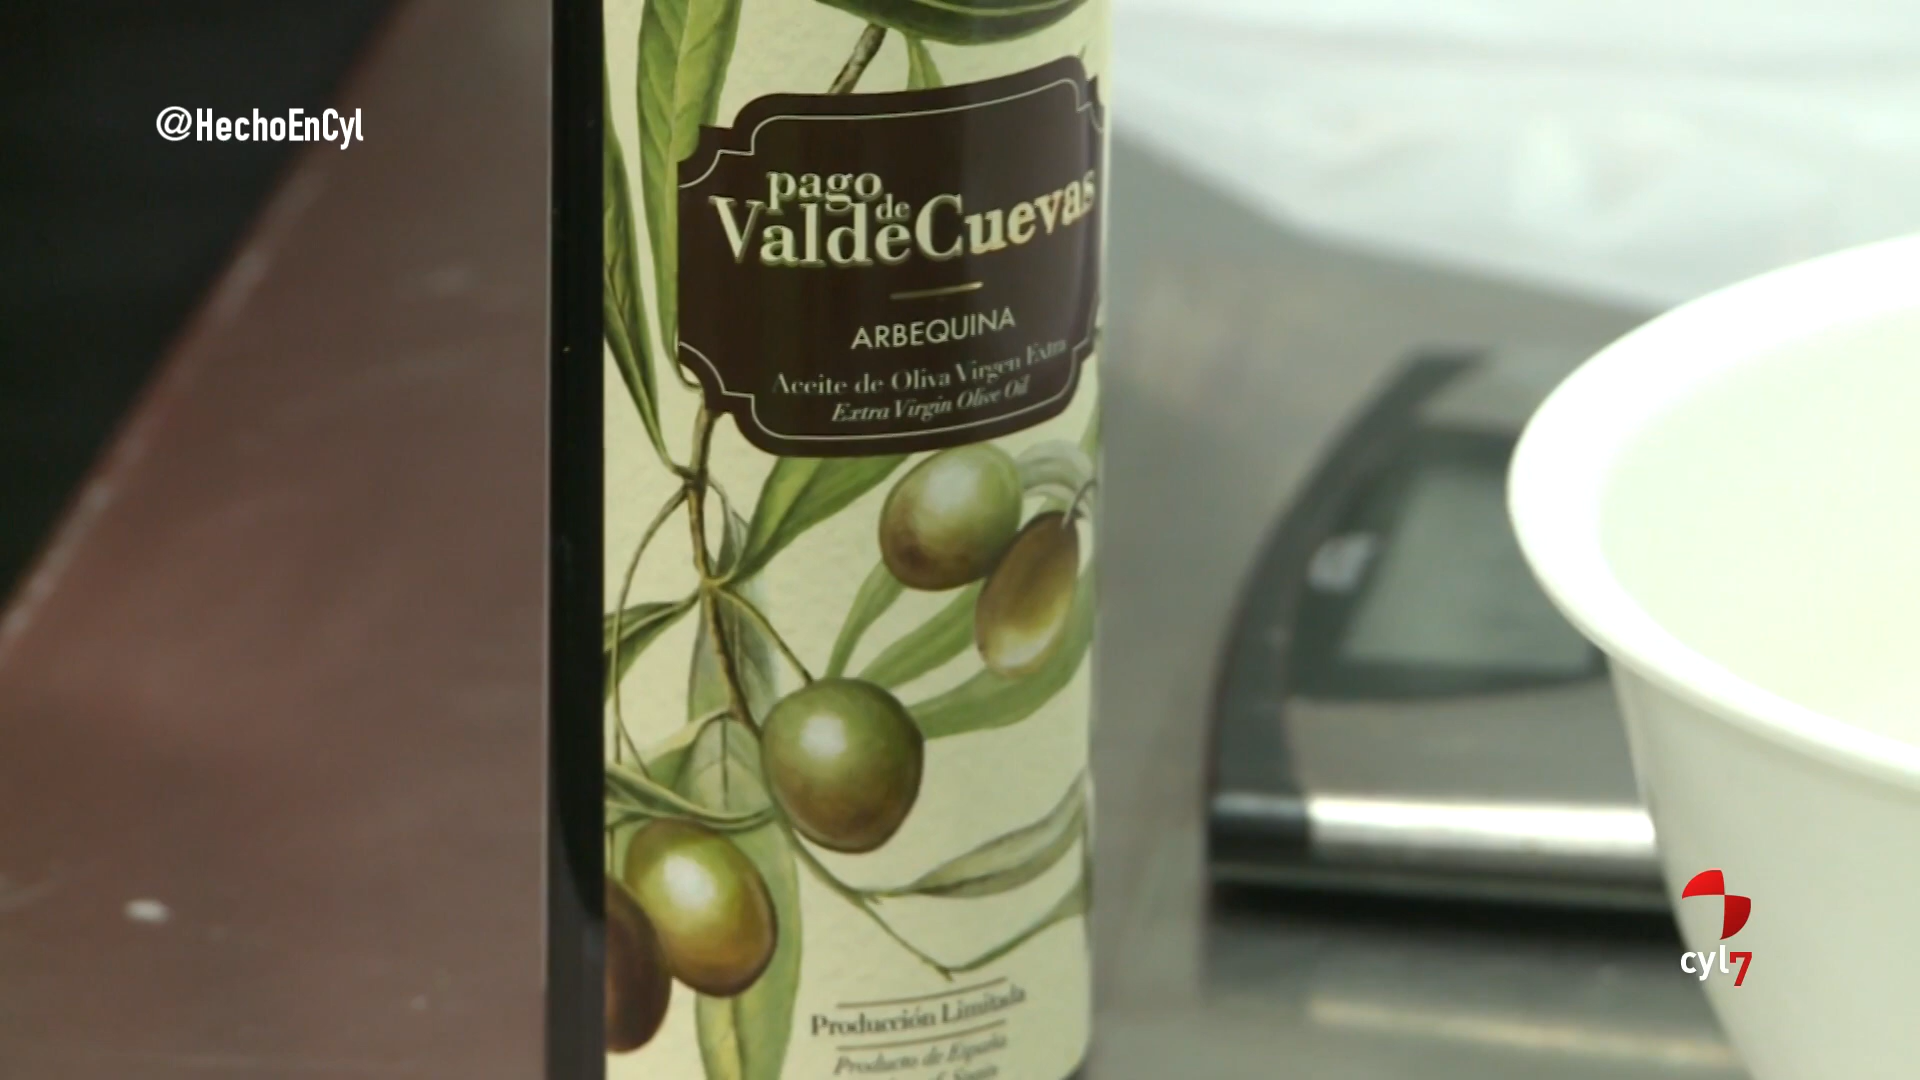 @HechoEnCyl
pago de
ValdeCuevas
ARBEQUINA
Aceite de Oliva Virgen Extra
Extra Virgin Olive Oil
Producción Limitada
Producto de España
Spain
cyl7